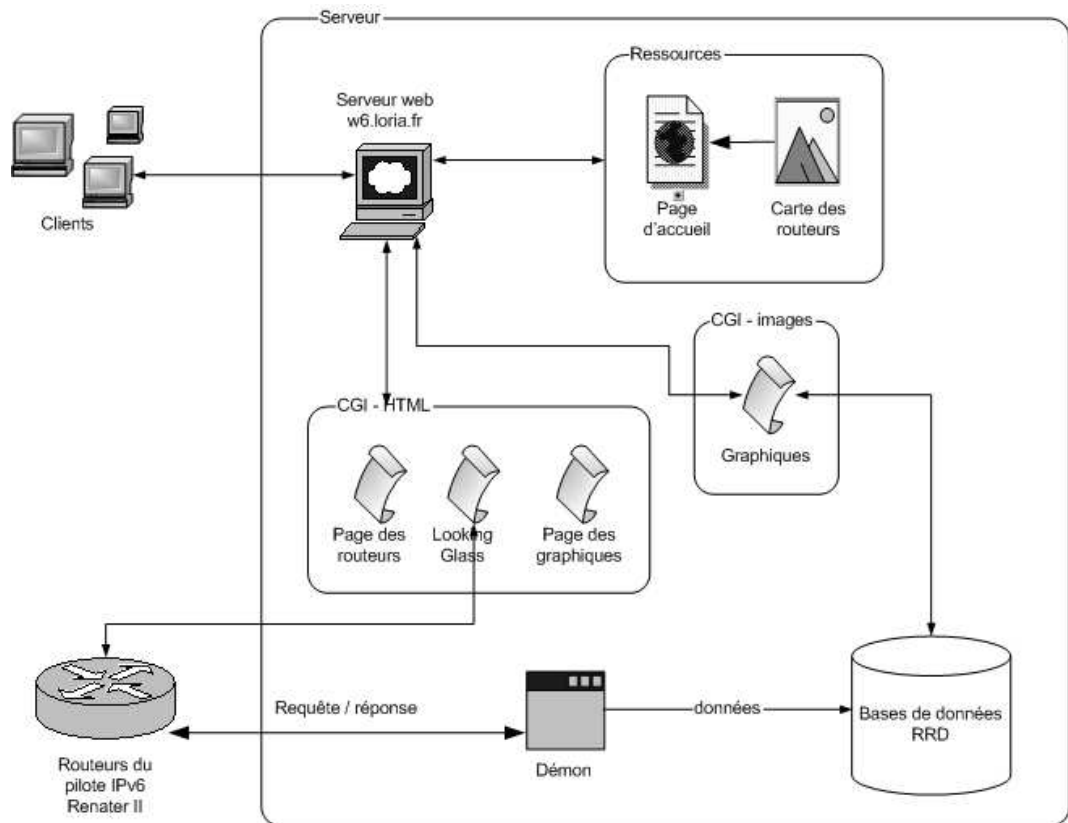 Serveur
Ressources
Serveur web
w6.loria.fr
Clients
Page
d'accueil
Carte des
routeurs
CGI - images
Graphiques
CGI - HTML
Page des
routeurs
Looking
Glass
Page des
graphiques
Requête / réponse
données
Bases de données
RRD
Démon
Routeurs du
pilote IPv6
Renater II